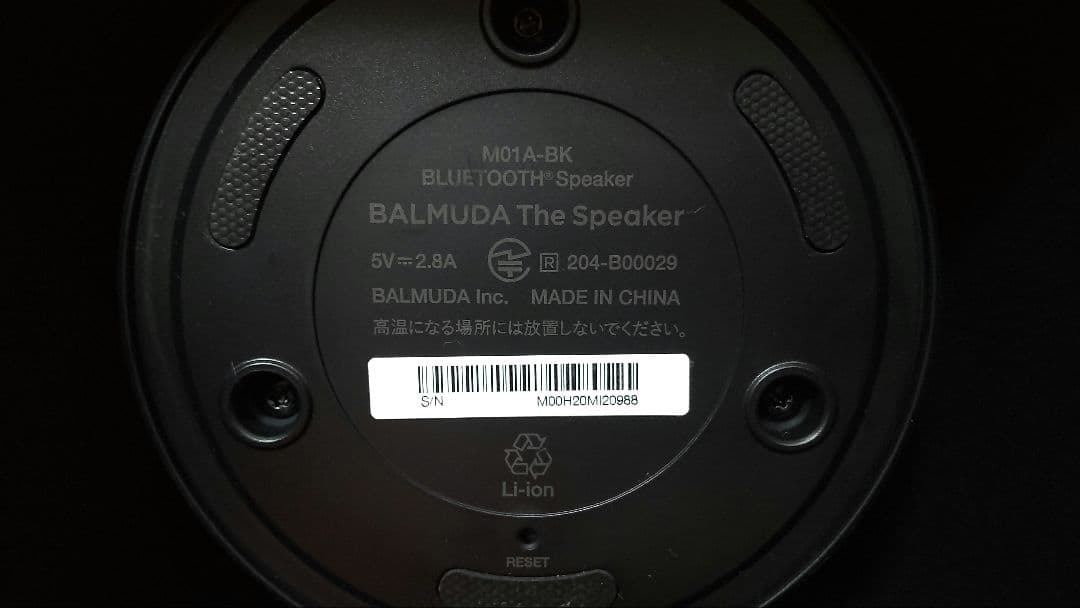 M01A-BK
BLUETOOTH® Speaker
BALMUDA The Speaker
5V⎓2.8A R 204-B00029
BALMUDA Inc. MADE IN CHINA
高温になる場所には放置しないでください。
S/N M00H20MI20988
Li-ion
RESET